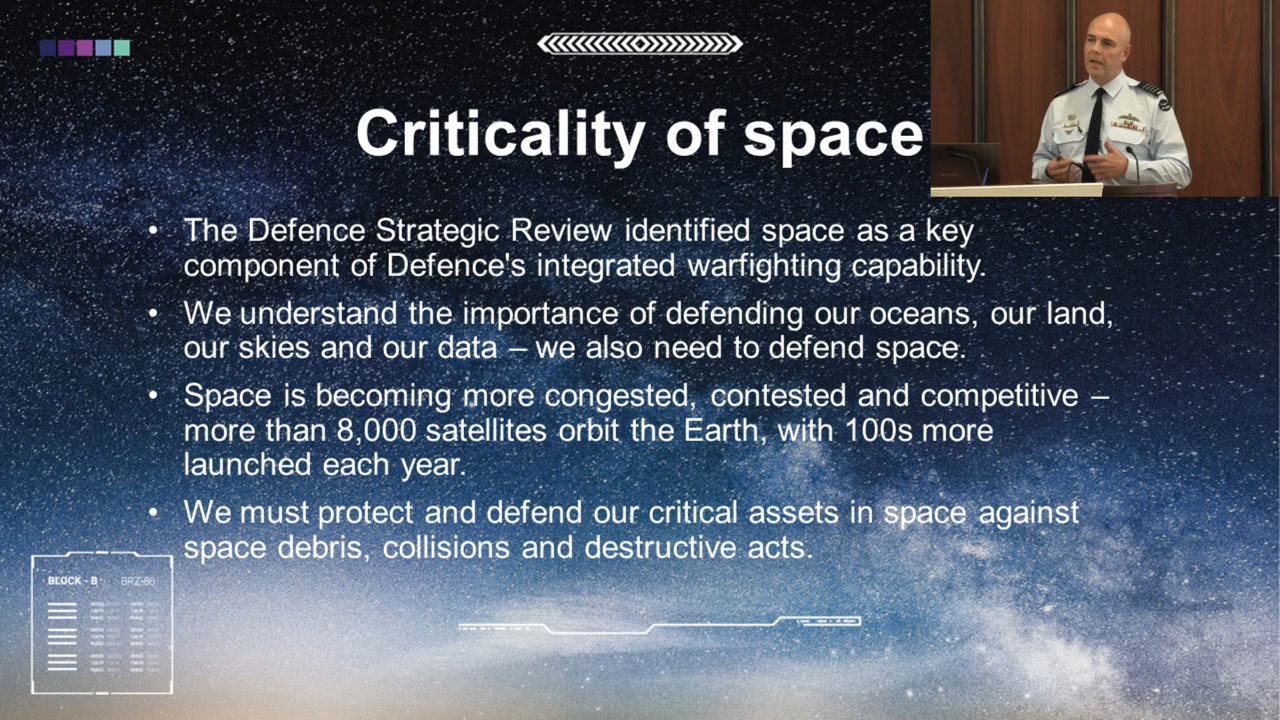 Criticality of space
• The Defence Strategic Review identified space as a key
component of Defence's integrated warfighting capability.
• We understand the importance of defending our oceans, our land,
our skies and our data – we also need to defend space.
• Space is becoming more congested, contested and competitive –
more than 8,000 satellites orbit the Earth, with 100s more
launched each year.
• We must protect and defend our critical assets in space against
space debris, collisions and destructive acts.
BLOCK - B BRZ-86